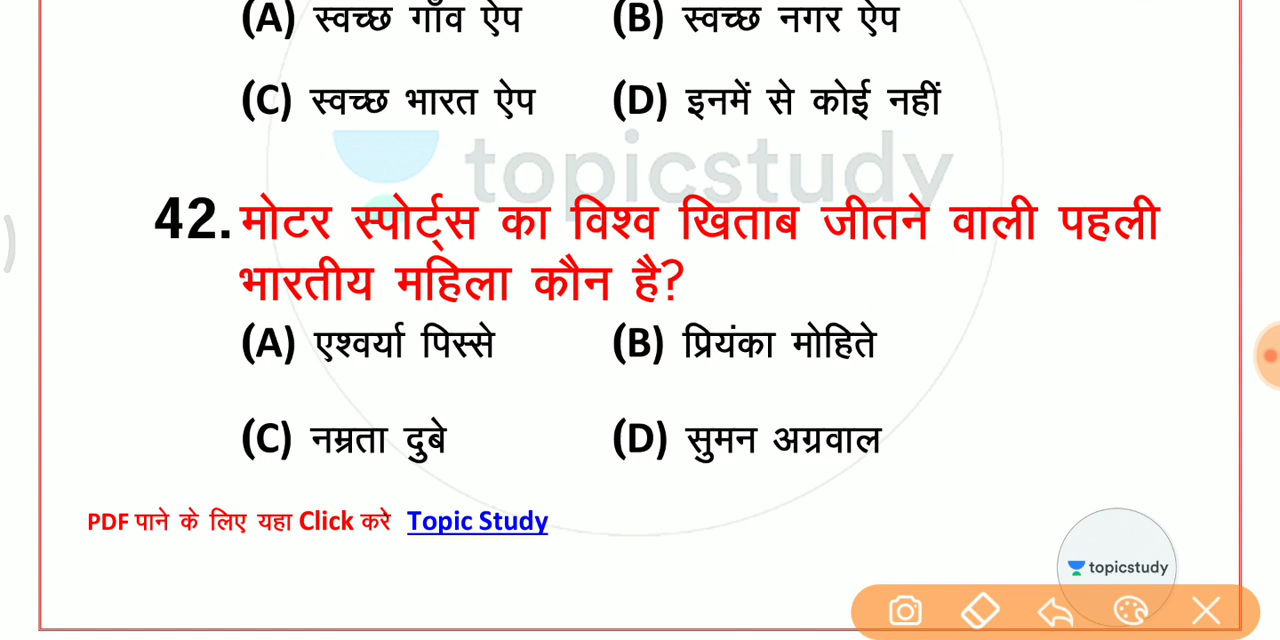 (A) स्वच्छ गाँव ऐप (B) स्वच्छ नगर ऐप
(C) स्वच्छ भारत ऐप (D) इनमें से कोई नहीं
topicstudy
42. मोटर स्पोर्ट्स का विश्व खिताब जीतने वाली पहली
भारतीय महिला कौन है?
(A) एश्वर्या पिस्से (B) प्रियंका मोहिते
(C) नम्रता दुबे (D) सुमन अग्रवाल
PDF पाने के लिए यहा Click करे Topic Study
topicstudy